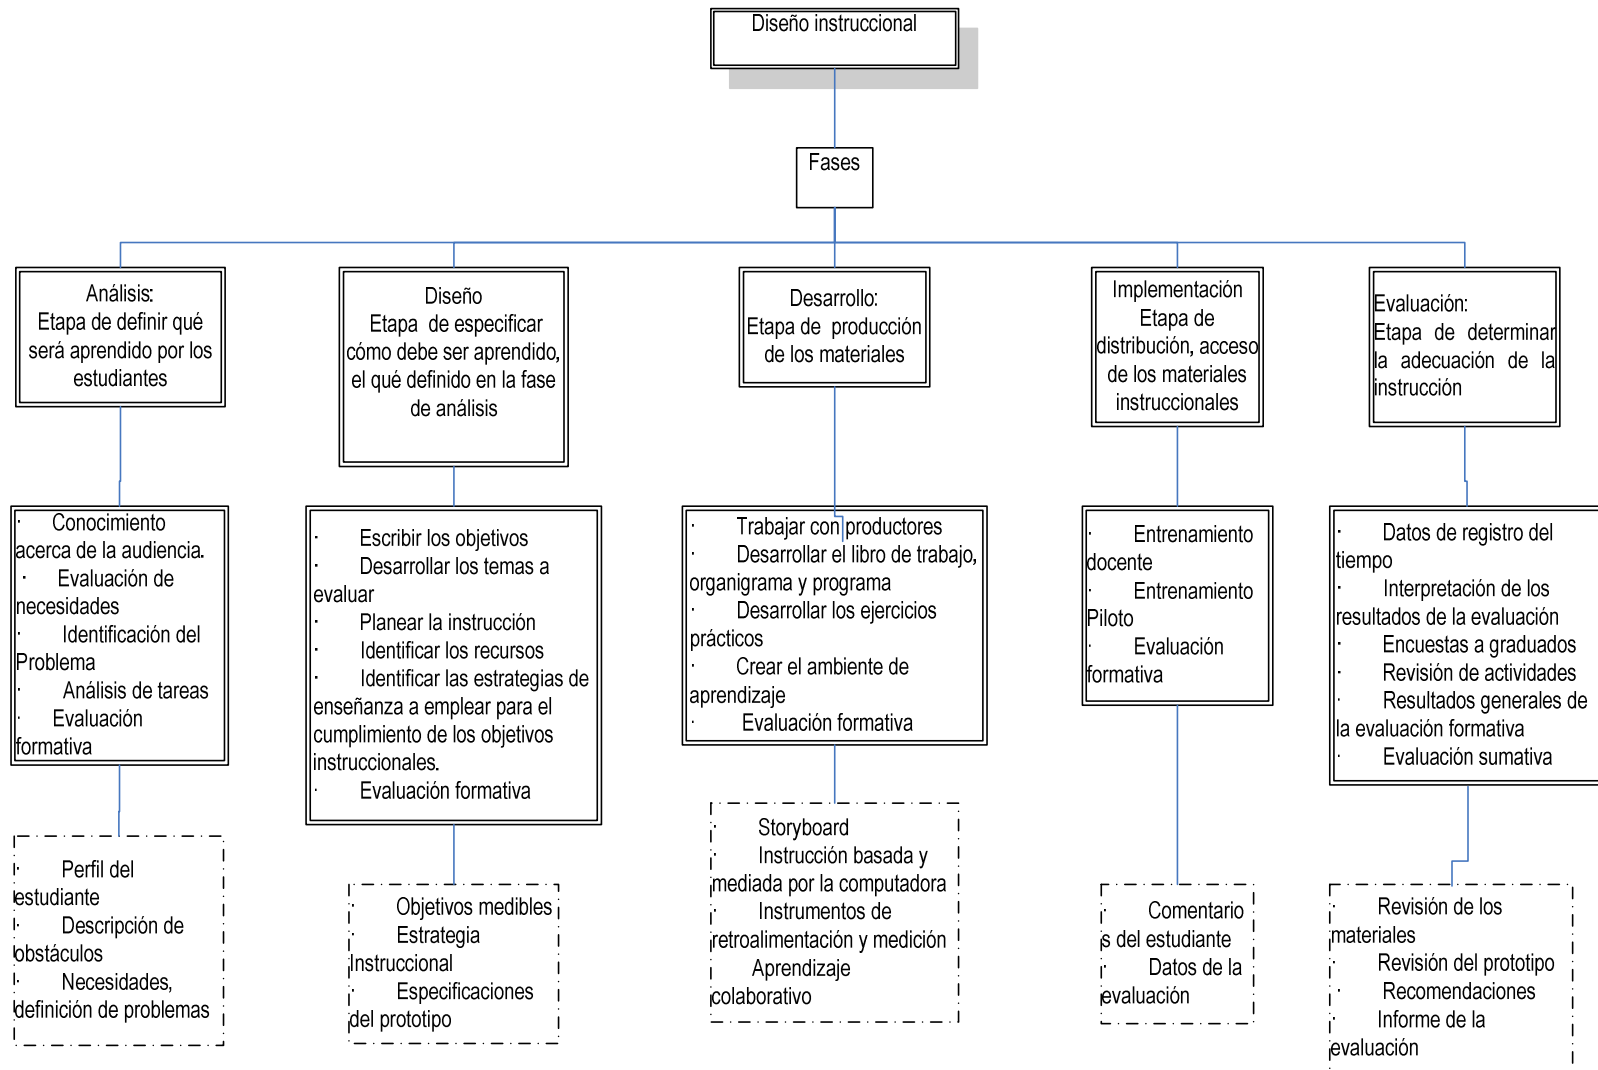 Diseño instruccional
Fases
Análisis:
Etapa de definir qué
será aprendido por los
estudiantes
Diseño
Etapa de especificar
cómo debe ser aprendido,
el qué definido en la fase
de análisis
Desarrollo:
Etapa de producción
de los materiales
Implementación
Etapa de
distribución, acceso
de los materiales
instruccionales
Evaluación:
Etapa de determinar
la adecuación de la
instrucción
· Conocimiento
acerca de la audiencia.
· Evaluación de
necesidades
· Identificación del
Problema
· Análisis de tareas
· Evaluación
formativa
· Escribir los objetivos
· Desarrollar los temas a
evaluar
· Planear la instrucción
· Identificar los recursos
· Identificar las estrategias de
enseñanza a emplear para el
cumplimiento de los objetivos
instruccionales.
· Evaluación formativa
· Trabajar con productores
· Desarrollar el libro de trabajo,
organigrama y programa
· Desarrollar los ejercicios
prácticos
· Crear el ambiente de
aprendizaje
· Evaluación formativa
· Entrenamiento
docente
· Entrenamiento
Piloto
· Evaluación
formativa
· Datos de registro del
tiempo
· Interpretación de los
resultados de la evaluación
· Encuestas a graduados
· Revisión de actividades
· Resultados generales de
la evaluación formativa
· Evaluación sumativa
· Perfil del
estudiante
· Descripción de
obstáculos
· Necesidades,
definición de problemas
· Objetivos medibles
· Estrategia
Instruccional
· Especificaciones
del prototipo
· Storyboard
· Instrucción basada y
mediada por la computadora
· Instrumentos de
retroalimentación y medición
Aprendizaje
colaborativo
· Comentario
s del estudiante
· Datos de la
evaluación
· Revisión de los
materiales
· Revisión del prototipo
· Recomendaciones
· Informe de la
evaluación